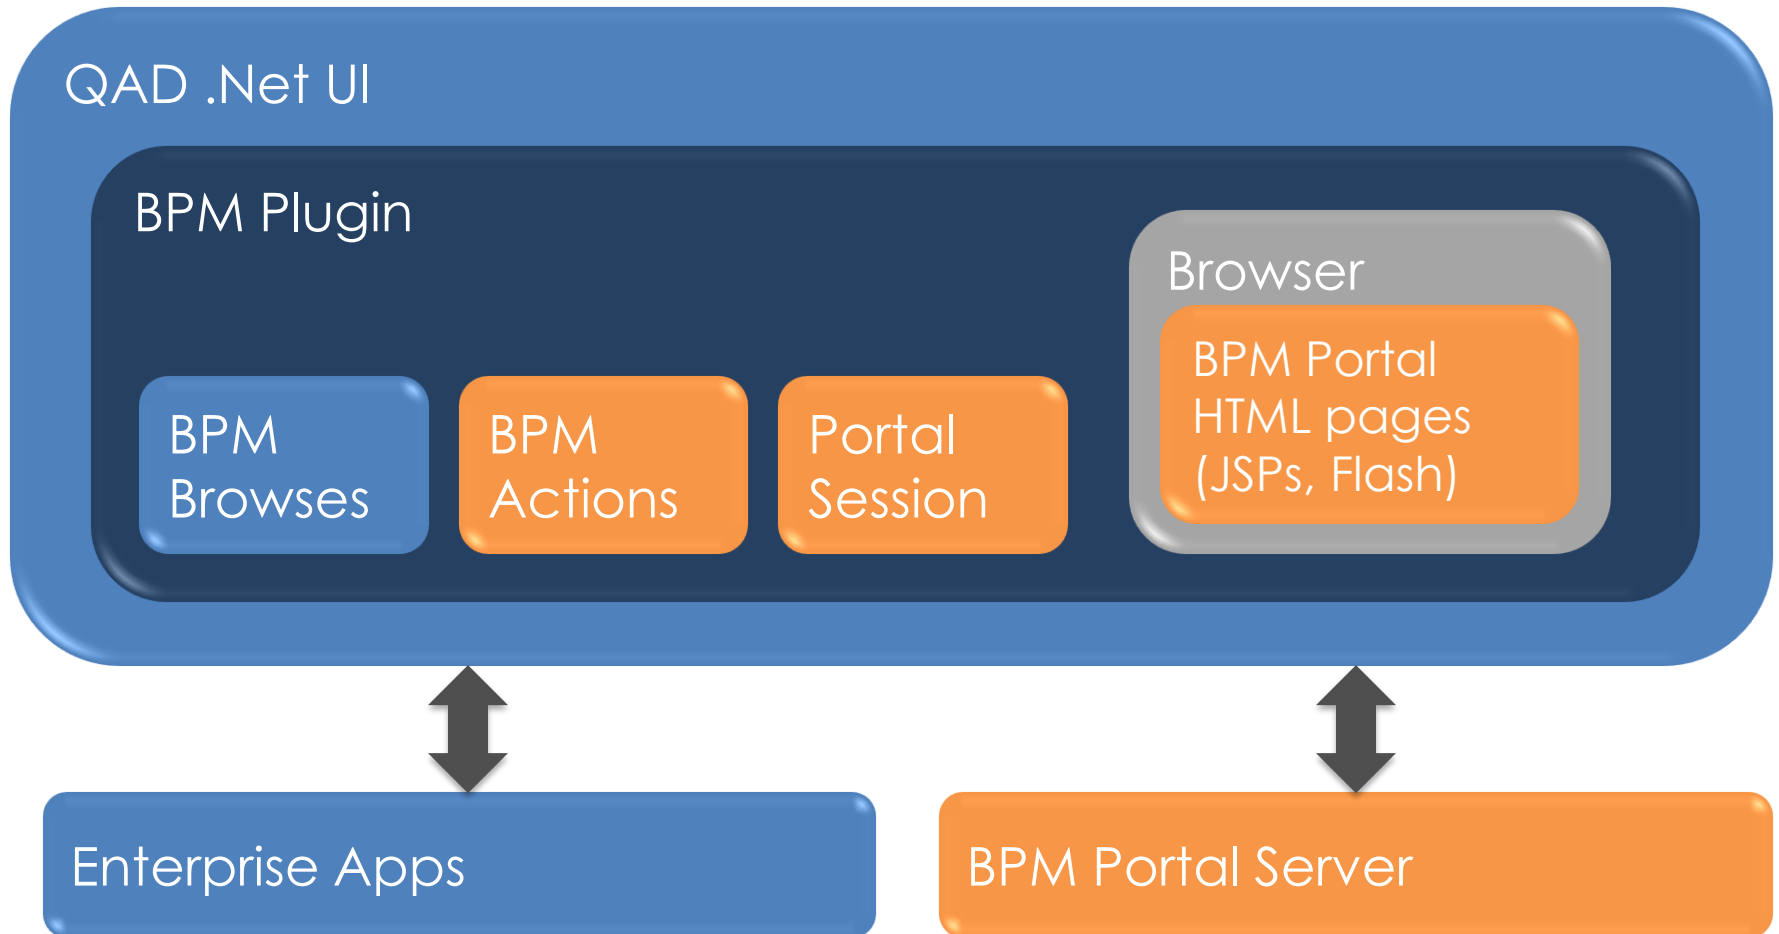 QAD .Net UI
BPM Plugin
Browser
BPM Portal
HTML pages
(JSPs, Flash)
BPM
Browses
BPM
Actions
Portal
Session
Enterprise Apps
BPM Portal Server